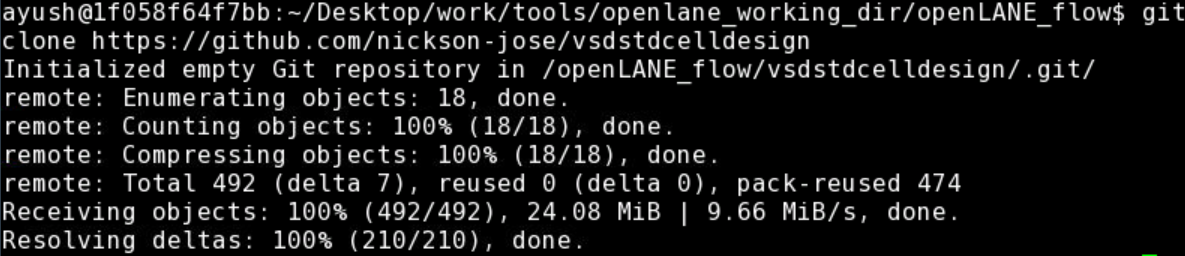 ayush@1f058f64f7bb:~/Desktop/work/tools/openlane_working_dir/openLANE_flow$ git
clone https://github.com/nickson-jose/vsdstdcelldesign
Initialized empty Git repository in /openLANE_flow/vsdstdcelldesign/.git/
remote: Enumerating objects: 18, done.
remote: Counting objects: 100% (18/18), done.
remote: Compressing objects: 100% (18/18), done.
remote: Total 492 (delta 7), reused 0 (delta 0), pack-reused 474
Receiving objects: 100% (492/492), 24.08 MiB | 9.66 MiB/s, done.
Resolving deltas: 100% (210/210), done.